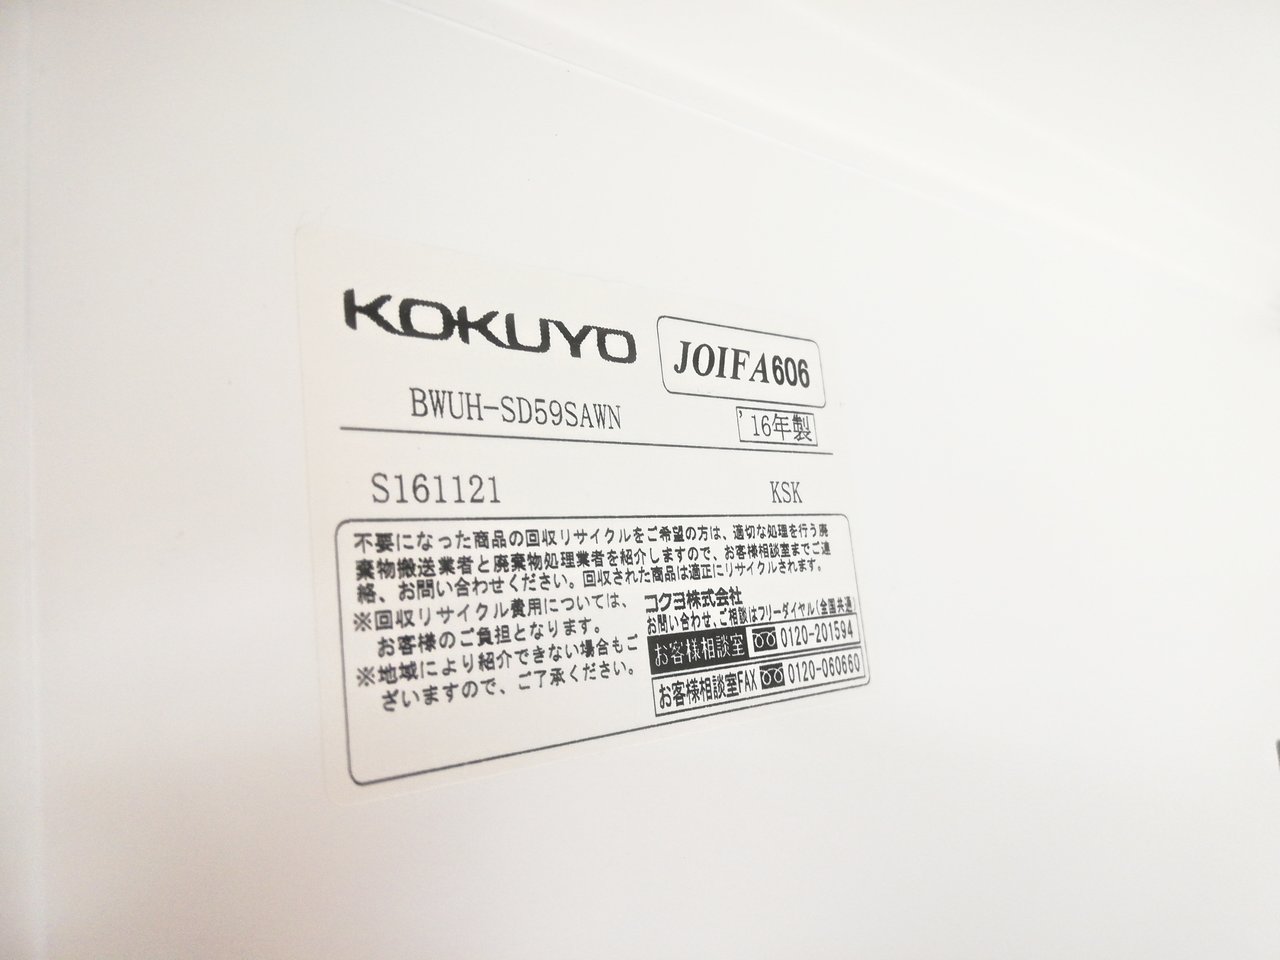 KOKUYO JOIFA606
BWUH-SD59SAWN '16年製
S161121 KSK
不要になった商品の回収リサイクルをご希望の方は、適切な処理を行う廃
棄物搬送業者と廃棄物処理業者を紹介しますので、お客様相談室までご連
絡、お問い合わせください。回収された商品は適正にリサイクルされます。
※回収リサイクル費用については、
お客様のご負担となります。
※地域により紹介できない場合もご
ざいますので、ご了承ください。
コクヨ株式会社
お問い合わせ、ご相談はフリーダイヤル(全国共通)
お客様相談室 0120-201594
お客様相談室FAX 0120-060660